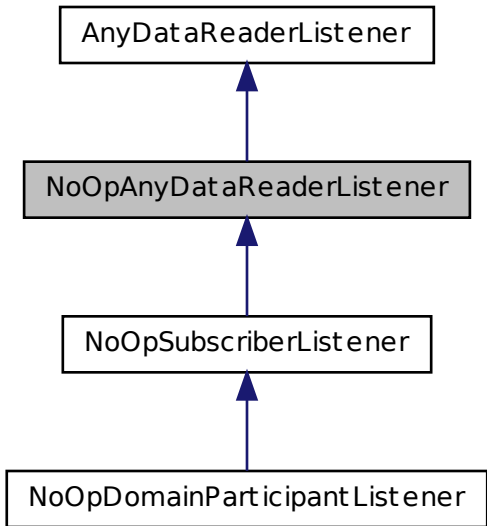 AnyDataReaderListener
NoOpAnyDataReaderListener
NoOpSubscriberListener
NoOpDomainParticipantListener